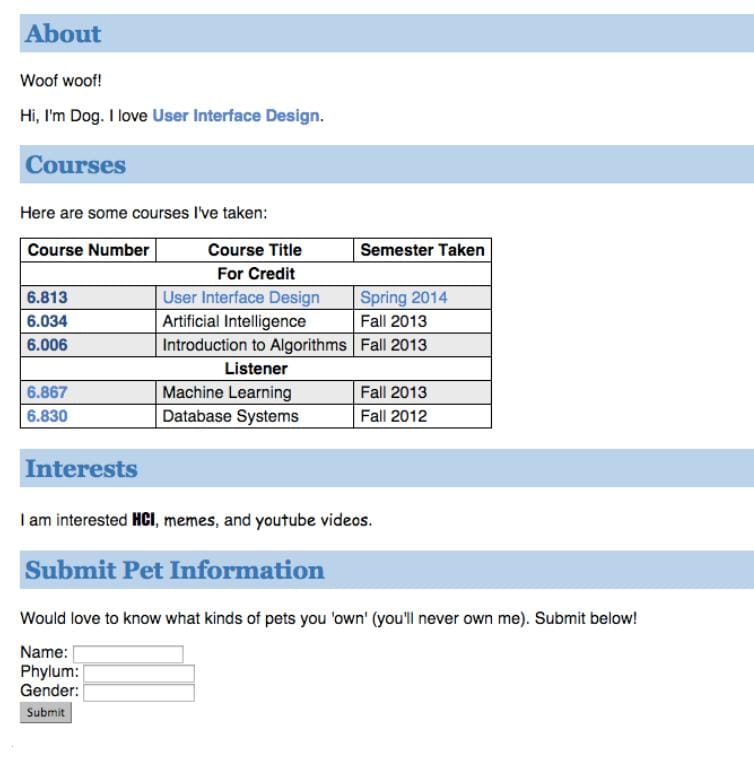 About
Woof woof!
Hi, I'm Dog. I love User Interface Design.
Courses
Here are some courses I've taken:
Course Number Course Title Semester Taken
For Credit
6.813 User Interface Design Spring 2014
6.034 Artificial Intelligence Fall 2013
6.006 Introduction to Algorithms Fall 2013
Listener
6.867 Machine Learning Fall 2013
6.830 Database Systems Fall 2012
Interests
I am interested HCI, memes, and youtube videos.
Submit Pet Information
Would love to know what kinds of pets you 'own' (you'll never own me). Submit below!
Name:
Phylum:
Gender:
Submit